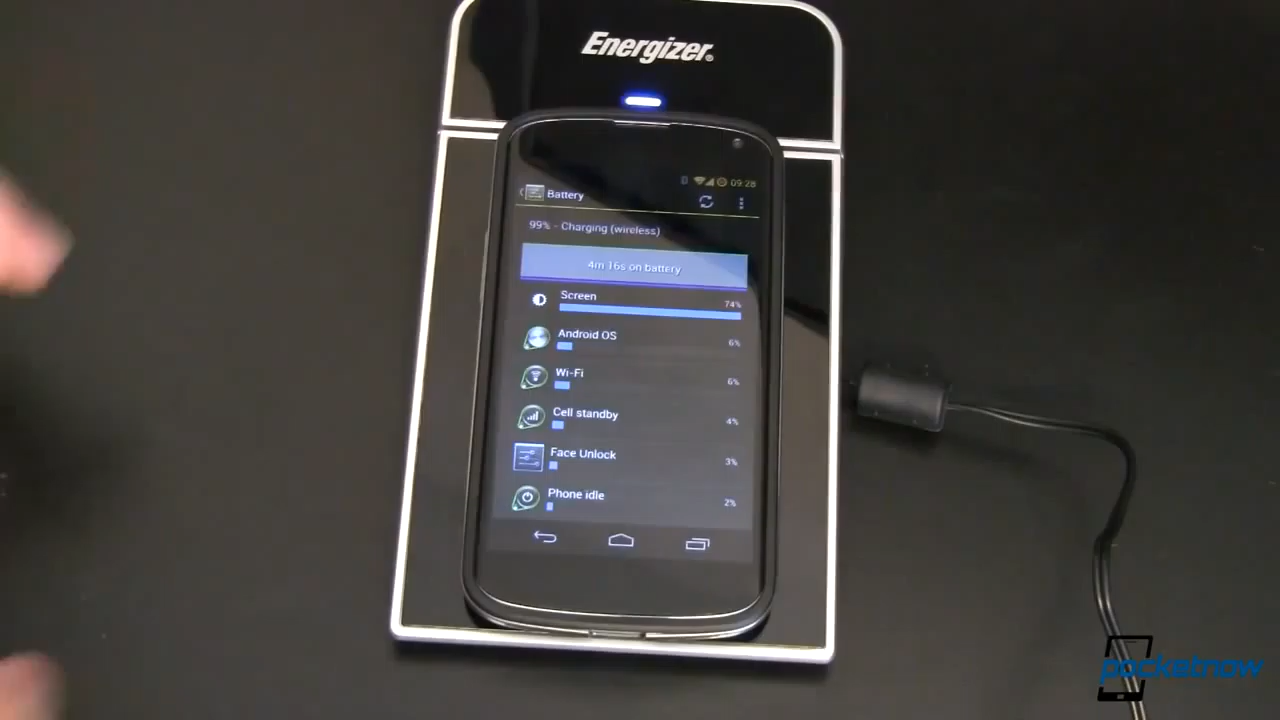 Energizer®
09:28
Battery
99% - Charging (wireless)
4m 16s on battery
Screen 74%
Android OS 6%
Wi-Fi 6%
Cell standby 4%
Face Unlock 3%
Phone idle 2%
pocketnow